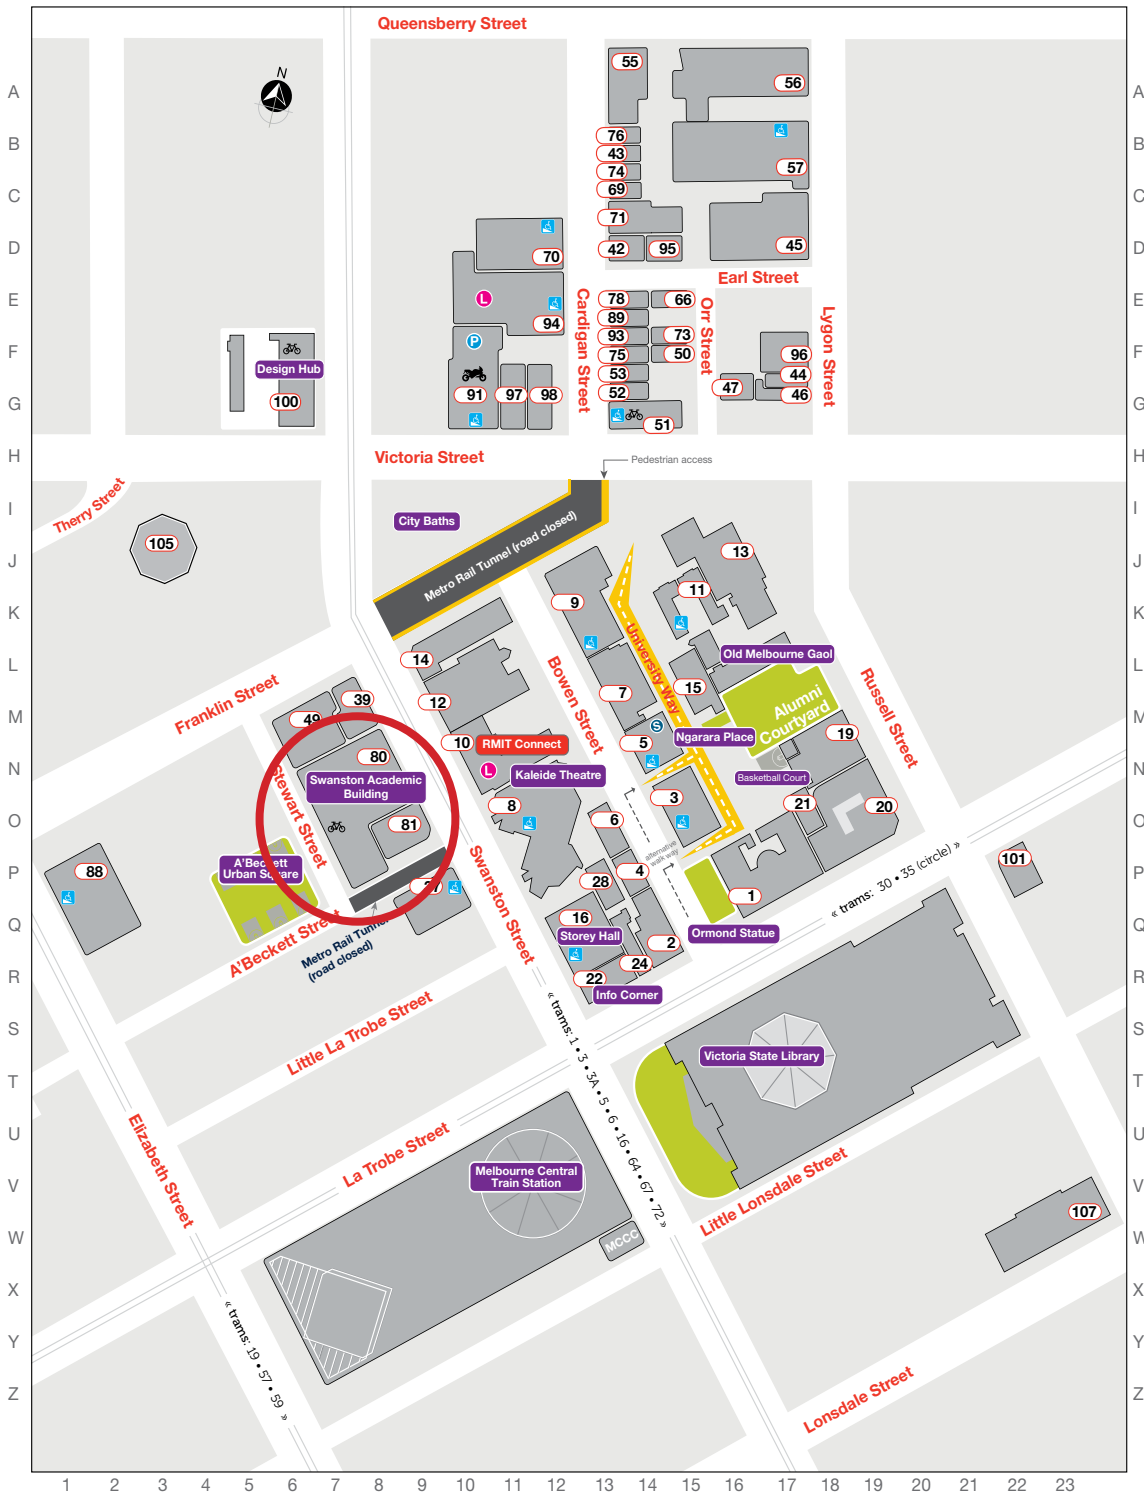 Queensberry Street
N
A
55
56
A
B
76
43
74
57
B
C
69
71
C
D
70
42
95
45
D
Earl Street
E
L
94
Cardigan Street
78
66
89
Orr Street
Lygon Street
E
F
P
93
73
75
50
96
F
Design Hub
53
44
G
100
91
97
98
52
47
46
51
G
H
Victoria Street
Pedestrian access
H
I
Therry Street
City Baths
Metro Rail Tunnel (road closed)
I
J
105
13
J
K
9
11
K
University Way
L
14
Old Melbourne Gaol
L
Franklin Street
39
12
Bowen Street
7
15
Russell Street
M
49
Alumni
Courtyard
M
10
RMIT Connect
S
5
Ngarara Place
19
N
80
Swanston Academic
Building
L
Kaleide Theatre
Basketball Court
N
Stewart Street
8
3
21
20
O
81
6
O
alternative
walk way
A'Beckett
Urban Square
P
88
37
28
4
101
P
Swanston Street
1
« trams: 30 • 35 (circle) »
Q
16
Storey Hall
2
Ormond Statue
Q
A'Beckett Street
Metro Rail Tunnel
(road closed)
24
R
22
Info Corner
R
S
Little La Trobe Street
« trams: 1 • 3 • 3A • 5 • 6 • 16 • 64 • 67 • 72 »
Victoria State Library
S
T
T
U
Elizabeth Street
La Trobe Street
U
V
Melbourne Central
Train Station
Little Lonsdale Street
V
W
MCCC
107
W
X
X
Y
« trams: 19 • 57 • 59 »
Y
Z
Lonsdale Street
Z
1 2 3 4 5 6 7 8 9 10 11 12 13 14 15 16 17 18 19 20 21 22 23